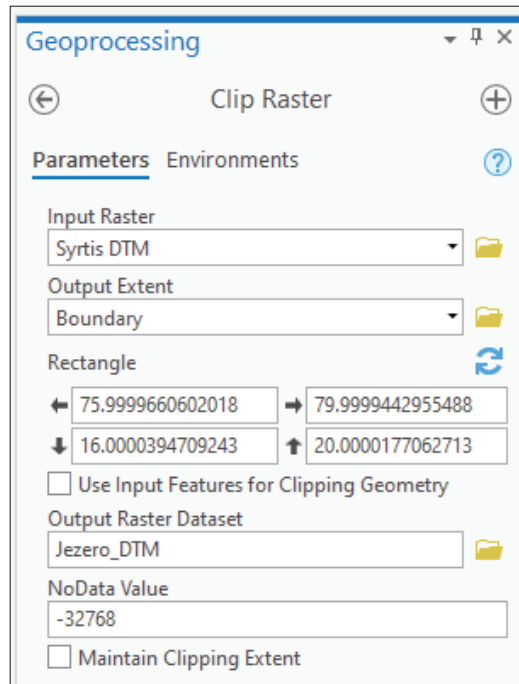 Geoprocessing
Clip Raster
Parameters Environments
Input Raster
Syrtis DTM
Output Extent
Boundary
Rectangle
75.9999660602018 79.9999442955488
16.0000394709243 20.0000177062713
Use Input Features for Clipping Geometry
Output Raster Dataset
Jezero_DTM
NoData Value
-32768
Maintain Clipping Extent